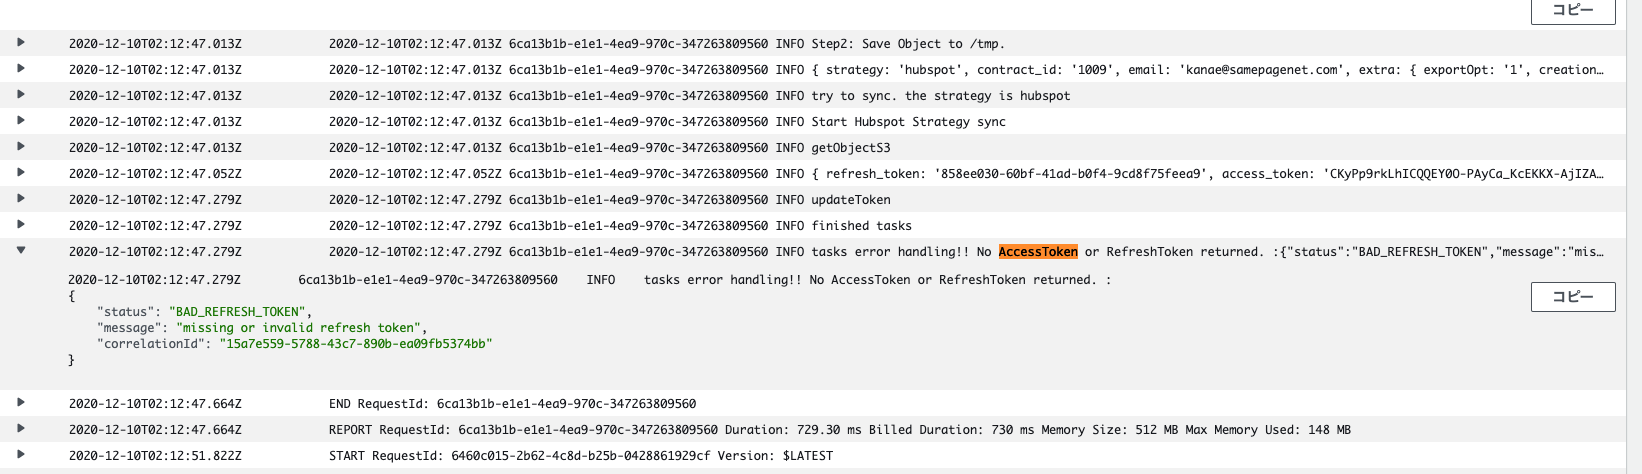 コピー
2020-12-10T02:12:47.013Z 2020-12-10T02:12:47.013Z 6ca13b1b-e1e1-4ea9-970c-347263809560 INFO Step2: Save Object to /tmp.
2020-12-10T02:12:47.013Z 2020-12-10T02:12:47.013Z 6ca13b1b-e1e1-4ea9-970c-347263809560 INFO { strategy: 'hubspot', contract_id: '1009', email: 'kanae@samepagenet.com', extra: { exportOpt: '1', creation…
2020-12-10T02:12:47.013Z 2020-12-10T02:12:47.013Z 6ca13b1b-e1e1-4ea9-970c-347263809560 INFO try to sync. the strategy is hubspot
2020-12-10T02:12:47.013Z 2020-12-10T02:12:47.013Z 6ca13b1b-e1e1-4ea9-970c-347263809560 INFO Start Hubspot Strategy sync
2020-12-10T02:12:47.013Z 2020-12-10T02:12:47.013Z 6ca13b1b-e1e1-4ea9-970c-347263809560 INFO getObjectS3
2020-12-10T02:12:47.052Z 2020-12-10T02:12:47.052Z 6ca13b1b-e1e1-4ea9-970c-347263809560 INFO { refresh_token: '858ee030-60bf-41ad-b0f4-9cd8f75feea9', access_token: 'CKyPp9rkLhICQQEYO-PAyCa_KcEKKX-AjIZA…
2020-12-10T02:12:47.279Z 2020-12-10T02:12:47.279Z 6ca13b1b-e1e1-4ea9-970c-347263809560 INFO updateToken
2020-12-10T02:12:47.279Z 2020-12-10T02:12:47.279Z 6ca13b1b-e1e1-4ea9-970c-347263809560 INFO finished tasks
2020-12-10T02:12:47.279Z 2020-12-10T02:12:47.279Z 6ca13b1b-e1e1-4ea9-970c-347263809560 INFO tasks error handling!! No AccessToken or RefreshToken returned. :{"status":"BAD_REFRESH_TOKEN","message":"mis…
2020-12-10T02:12:47.279Z 6ca13b1b-e1e1-4ea9-970c-347263809560 INFO tasks error handling!! No AccessToken or RefreshToken returned. :
コピー
{
"status": "BAD_REFRESH_TOKEN",
"message": "missing or invalid refresh token",
"correlationId": "15a7e559-5788-43c7-890b-ea09fb5374bb"
}
2020-12-10T02:12:47.664Z END RequestId: 6ca13b1b-e1e1-4ea9-970c-347263809560
2020-12-10T02:12:47.664Z REPORT RequestId: 6ca13b1b-e1e1-4ea9-970c-347263809560 Duration: 729.30 ms Billed Duration: 730 ms Memory Size: 512 MB Max Memory Used: 148 MB
2020-12-10T02:12:51.822Z START RequestId: 6460c015-2b62-4c8d-b25b-0428861929cf Version: $LATEST